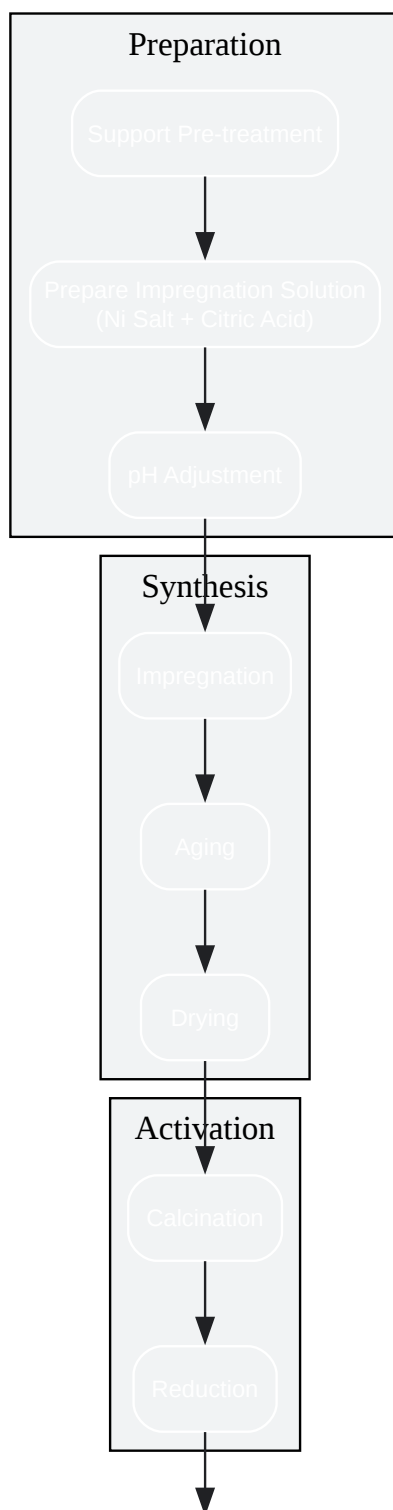 Preparation
Support Pre-treatment
Prepare Impregnation Solution
(Ni Salt + Citric Acid)
pH Adjustment
Synthesis
Impregnation
Aging
Drying
Activation
Calcination
Reduction